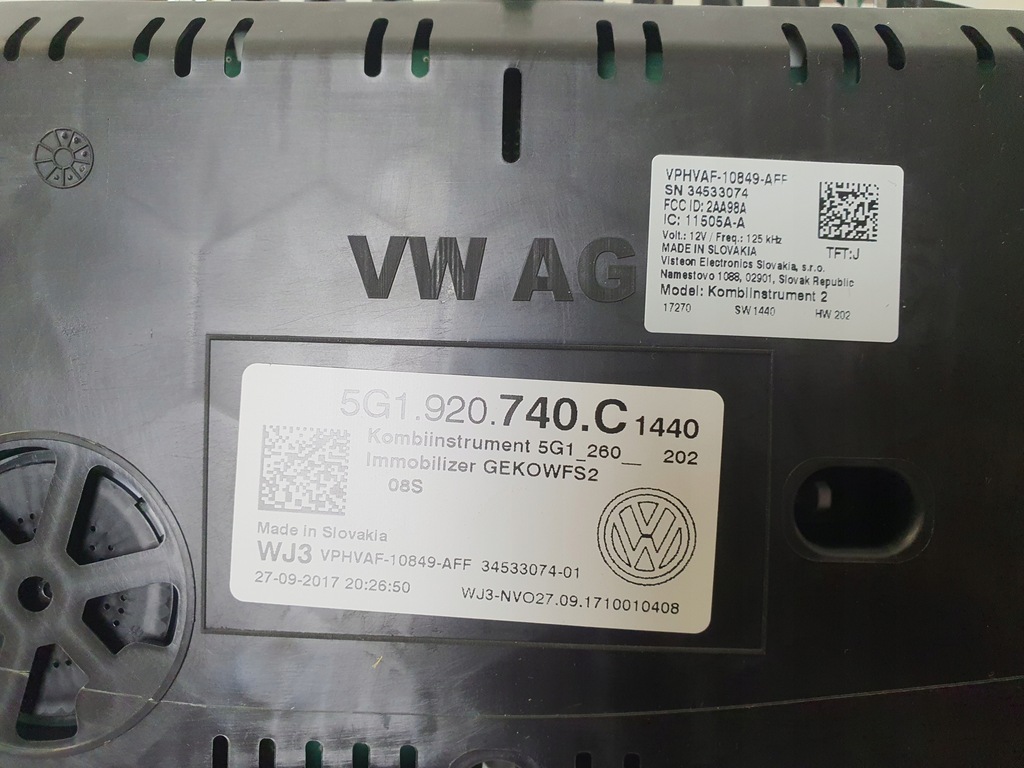 VW AG
VPHVAF-10849-AFF
SN 34533074
FCC ID: 2AA98A
IC: 11505A-A
Volt.: 12V / Freq.: 125 kHz
MADE IN SLOVAKIA
TFT:J
Visteon Electronics Slovakia, s.r.o.
Namestovo 1088, 02901, Slovak Republic
Model: Kombiinstrument 2
17270 SW 1440 HW 202
5G1.920.740.C 1440
Kombiinstrument 5G1_260__ 202
Immobilizer GEKOWFS2
08S
Made in Slovakia
WJ3 VPHVAF-10849-AFF 34533074-01
27-09-2017 20:26:50
WJ3-NVO27.09.1710010408